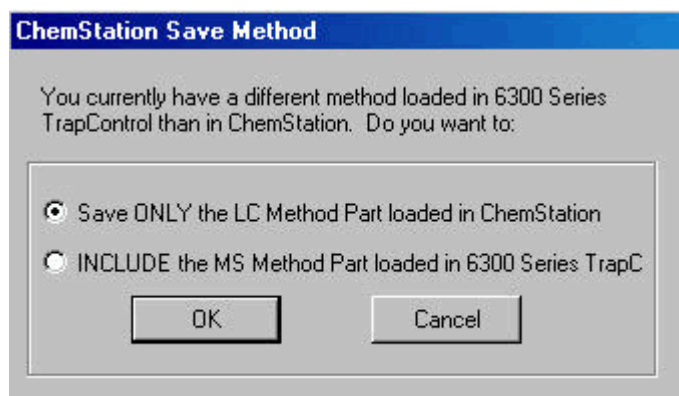 ChemStation Save Method
You currently have a different method loaded in 6300 Series
TrapControl than in ChemStation. Do you want to:
Save ONLY the LC Method Part loaded in ChemStation
INCLUDE the MS Method Part loaded in 6300 Series TrapC
OK
Cancel